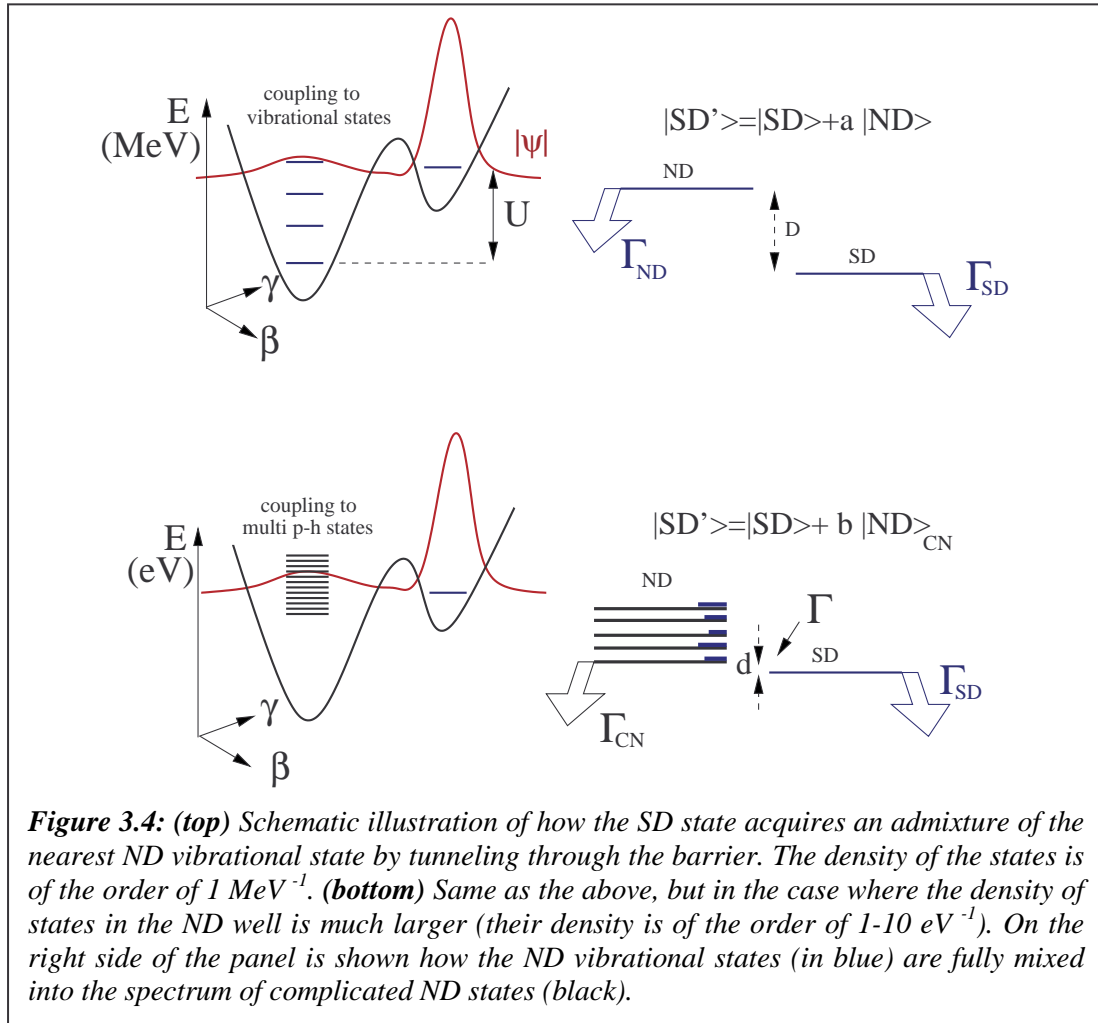 E
(MeV)
coupling to
vibrational states
|ψ|
U
γ
β
|SD’>=|SD>+a |ND>
ND
D
SD
Γ_ND
Γ_SD
E
(eV)
coupling to
multi p-h states
γ
β
|SD’>=|SD>+ b |ND>_CN
ND
Γ
d
SD
Γ_CN
Γ_SD
Figure 3.4: (top) Schematic illustration of how the SD state acquires an admixture of the
nearest ND vibrational state by tunneling through the barrier. The density of the states is
of the order of 1 MeV⁻¹. (bottom) Same as the above, but in the case where the density of
states in the ND well is much larger (their density is of the order of 1-10 eV⁻¹). On the
right side of the panel is shown how the ND vibrational states (in blue) are fully mixed
into the spectrum of complicated ND states (black).